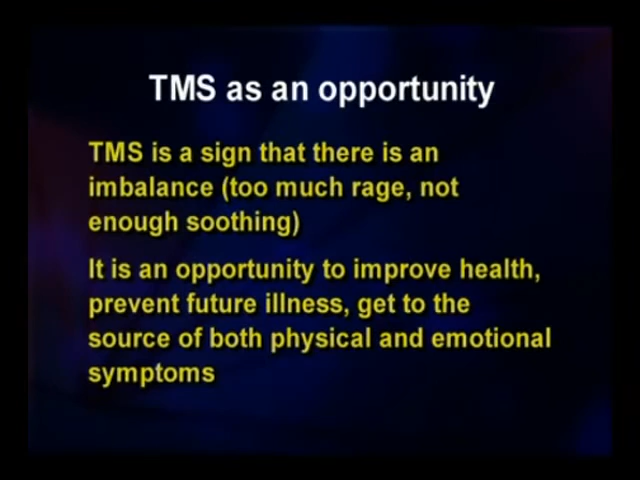 TMS as an opportunity
TMS is a sign that there is an
imbalance (too much rage, not
enough soothing)
It is an opportunity to improve health,
prevent future illness, get to the
source of both physical and emotional
symptoms